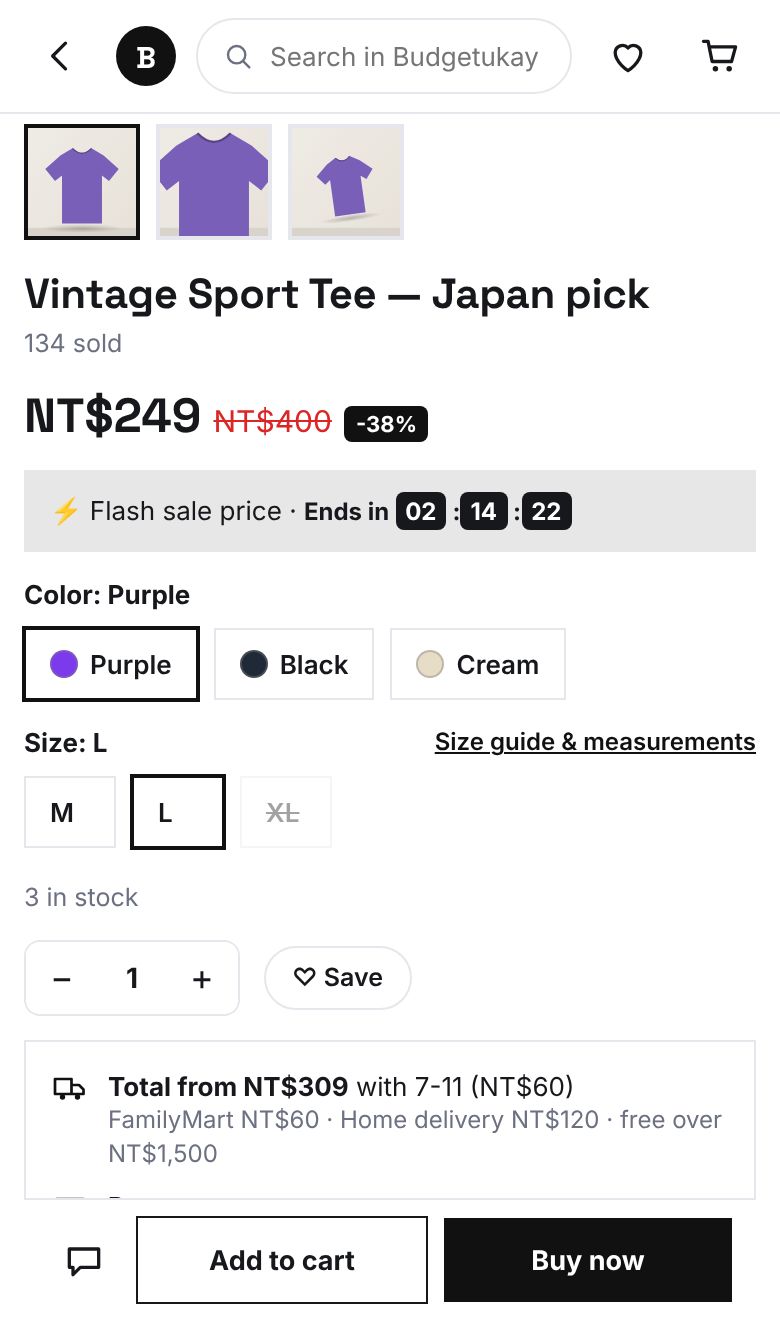 B
Search in Budgetukay
Vintage Sport Tee — Japan pick
134 sold
NT$249 NT$400 -38%
⚡ Flash sale price · Ends in 02 : 14 : 22
Color: Purple
Purple Black Cream
Size: L Size guide & measurements
M L XL
3 in stock
− 1 + ♡ Save
Total from NT$309 with 7-11 (NT$60)
FamilyMart NT$60 · Home delivery NT$120 · free over
NT$1,500
Add to cart Buy now